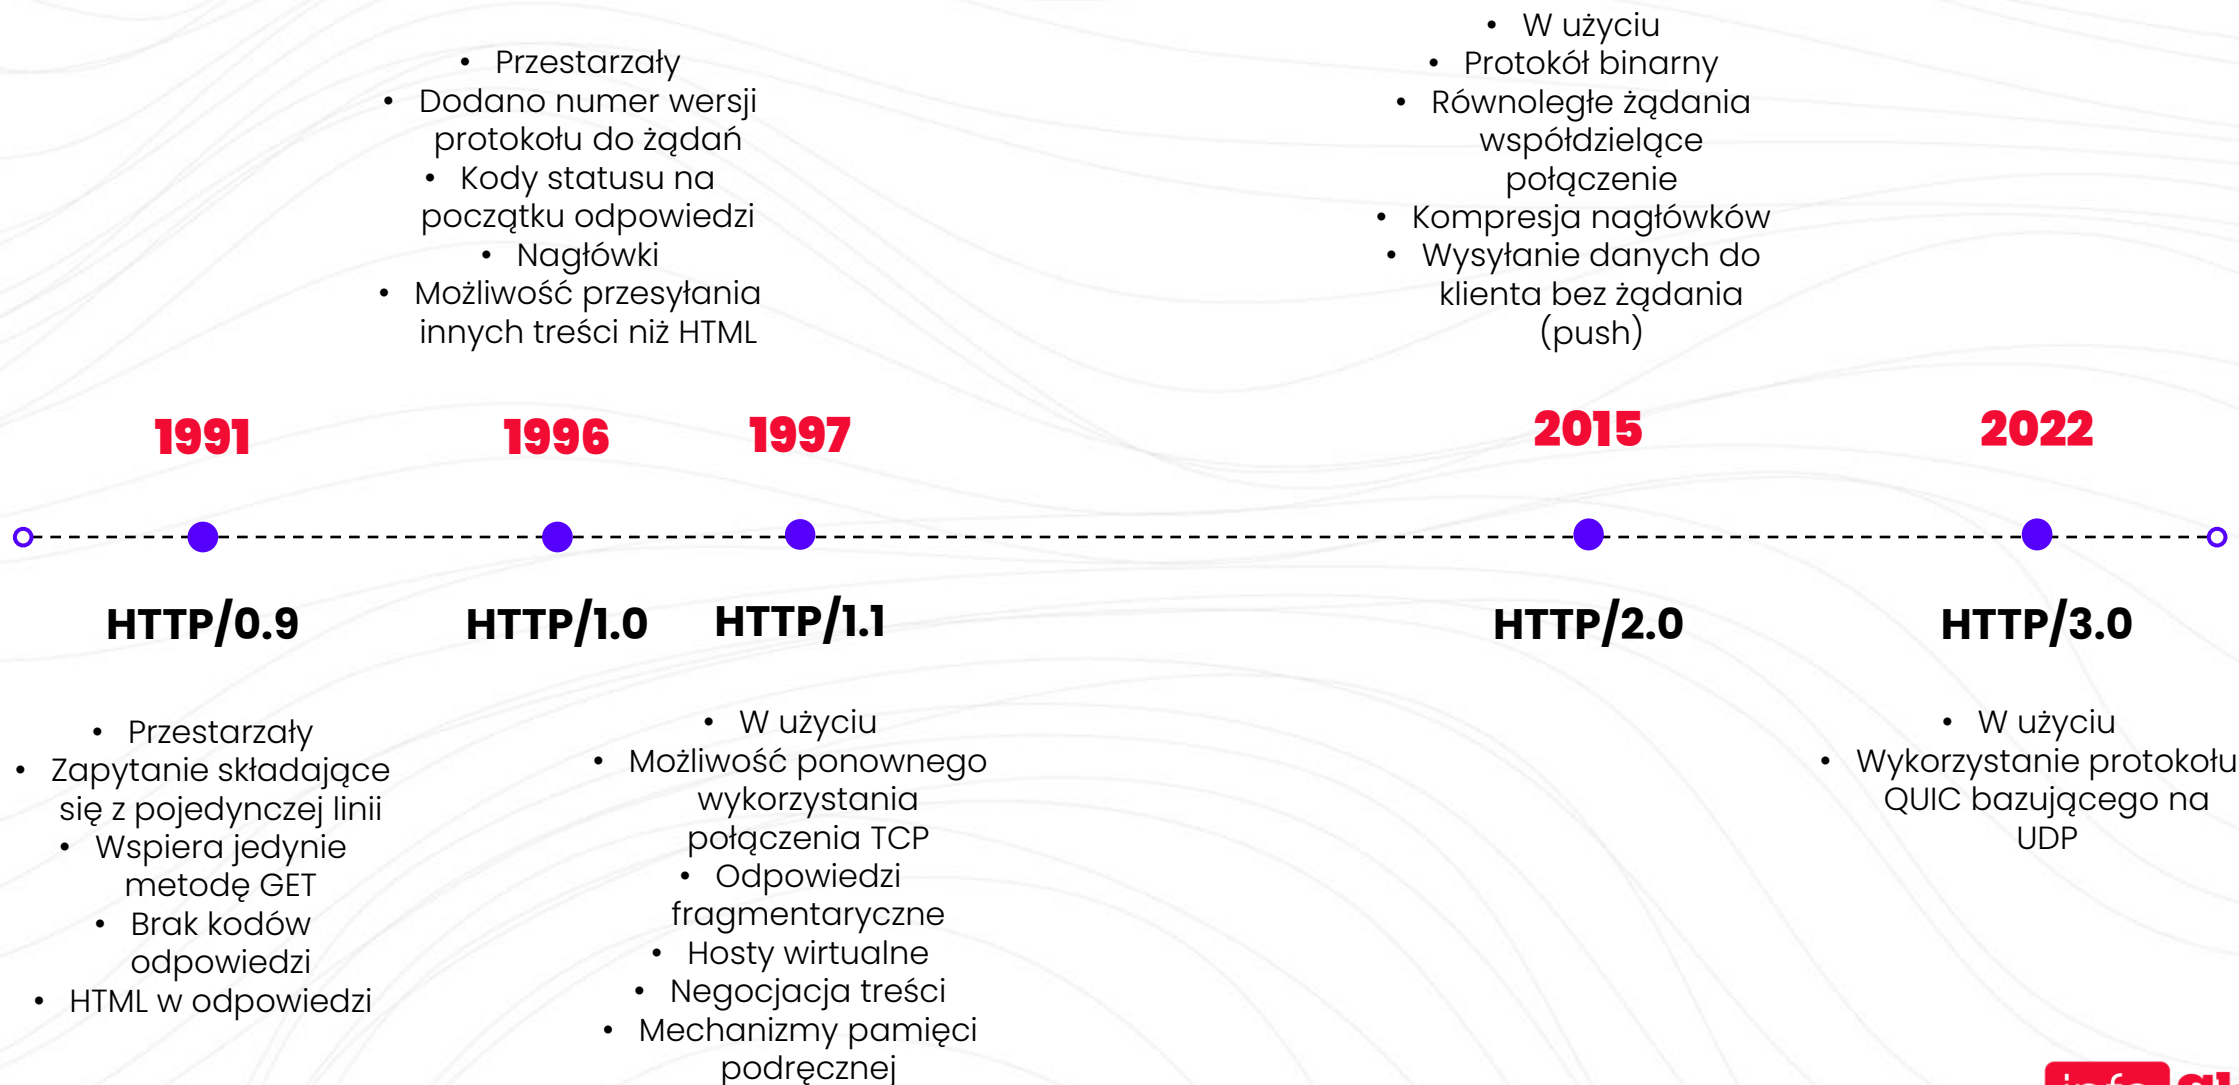 • Przestarzały
• Dodano numer wersji
protokołu do żądań
• Kody statusu na
początku odpowiedzi
• Nagłówki
• Możliwość przesyłania
innych treści niż HTML
• W użyciu
• Protokół binarny
• Równoległe żądania
współdzielące
połączenie
• Kompresja nagłówków
• Wysyłanie danych do
klienta bez żądania
(push)
1991
1996
1997
2015
2022
HTTP/0.9
HTTP/1.0
HTTP/1.1
HTTP/2.0
HTTP/3.0
• Przestarzały
• Zapytanie składające
się z pojedynczej linii
• Wspiera jedynie
metodę GET
• Brak kodów
odpowiedzi
• HTML w odpowiedzi
• W użyciu
• Możliwość ponownego
wykorzystania
połączenia TCP
• Odpowiedzi
fragmentaryczne
• Hosty wirtualne
• Negocjacja treści
• Mechanizmy pamięci
podręcznej
• W użyciu
• Wykorzystanie protokołu
QUIC bazującego na
UDP